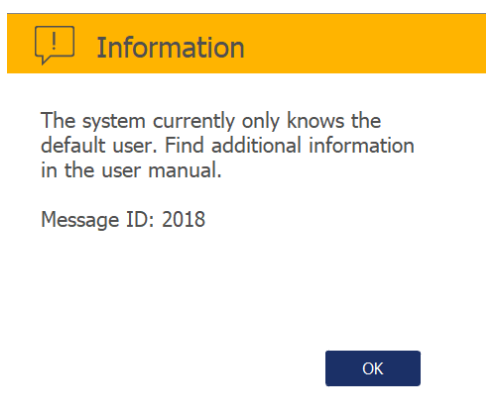 !
Information
The system currently only knows the
default user. Find additional information
in the user manual.
Message ID: 2018
OK